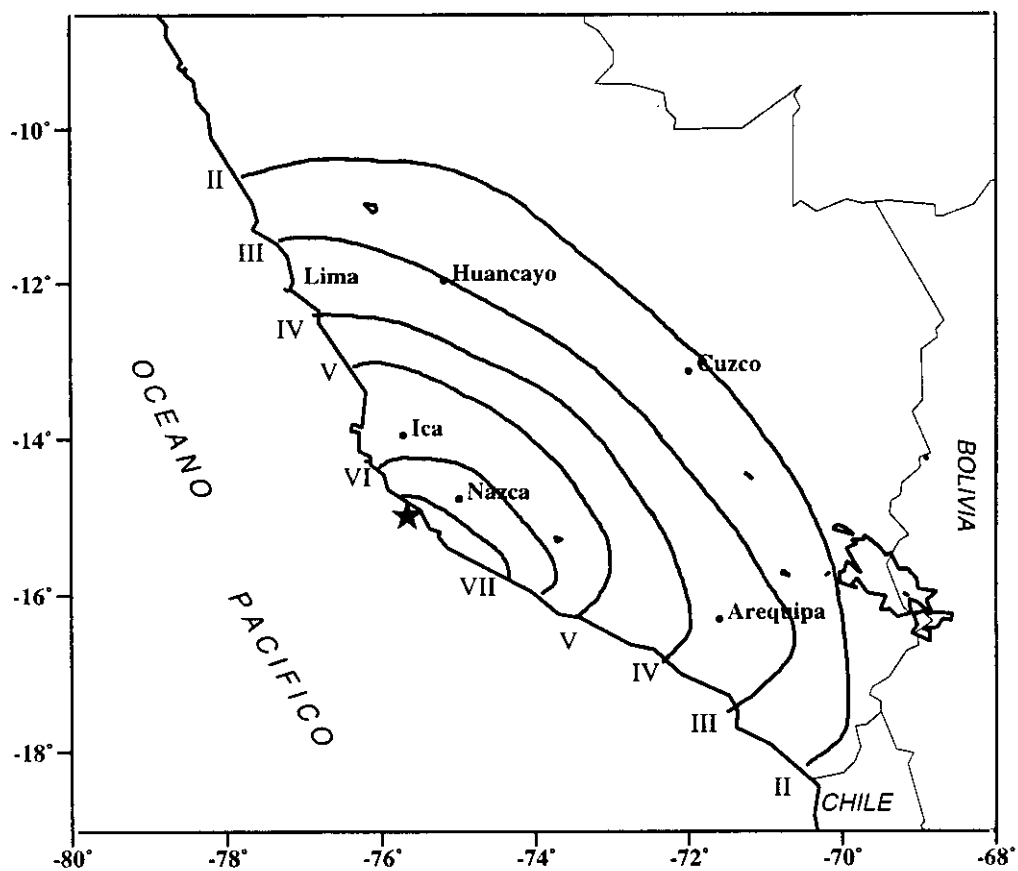 -10°
II
III
Lima
Huancayo
-12°
IV
V
Cuzco
OCEANO
Ica
-14°
VI
Nazca
BOLIVIA
VII
-16°
Arequipa
V
PACIFICO
IV
III
-18°
II
CHILE
-80°
-78°
-76°
-74°
-72°
-70°
-68°